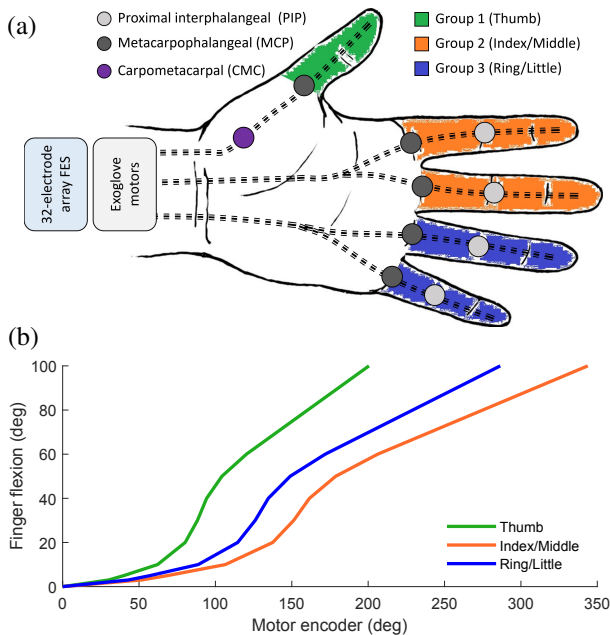 (a)
Proximal interphalangeal (PIP)
Metacarpophalangeal (MCP)
Carpometacarpal (CMC)
Group 1 (Thumb)
Group 2 (Index/Middle)
Group 3 (Ring/Little)
32-electrode
array FES
Exoglove
motors
(b)
Finger flexion (deg)
100
80
60
40
20
0
Thumb
Index/Middle
Ring/Little
0 50 100 150 200 250 300 350
Motor encoder (deg)